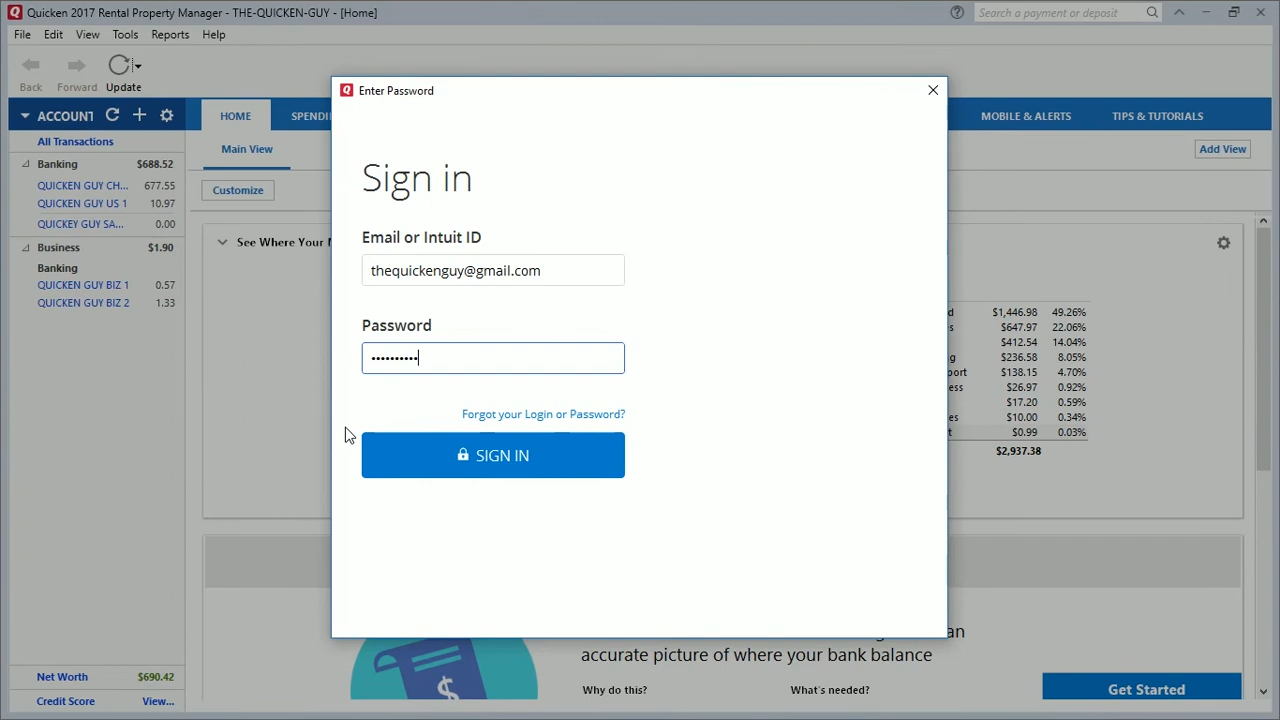 Quicken 2017 Rental Property Manager - THE-QUICKEN-GUY - [Home]
Search a payment or deposit
File Edit View Tools Reports Help
Back Forward Update
ACCOUNT
HOME
SPENDI
MOBILE & ALERTS
TIPS & TUTORIALS
All Transactions
Main View
Add View
Banking $688.52
QUICKEN GUY CH... 677.55
QUICKEN GUY US 1 10.97
QUICKEY GUY SA... 0.00
Business $1.90
Banking
QUICKEN GUY BIZ 1 0.57
QUICKEN GUY BIZ 2 1.33
Net Worth $690.42
Credit Score View...
Customize
See Where Your
Enter Password
Sign in
Email or Intuit ID
thequickenguy@gmail.com
Password
••••••••••
Forgot your Login or Password?
SIGN IN
d $1,446.98 49.26%
s $647.97 22.06%
$412.54 14.04%
g $236.58 8.05%
port $138.15 4.70%
ess $26.97 0.92%
$17.20 0.59%
es $10.00 0.34%
t $0.99 0.03%
$2,937.38
an
accurate picture of where your bank balance
Why do this? What's needed?
Get Started